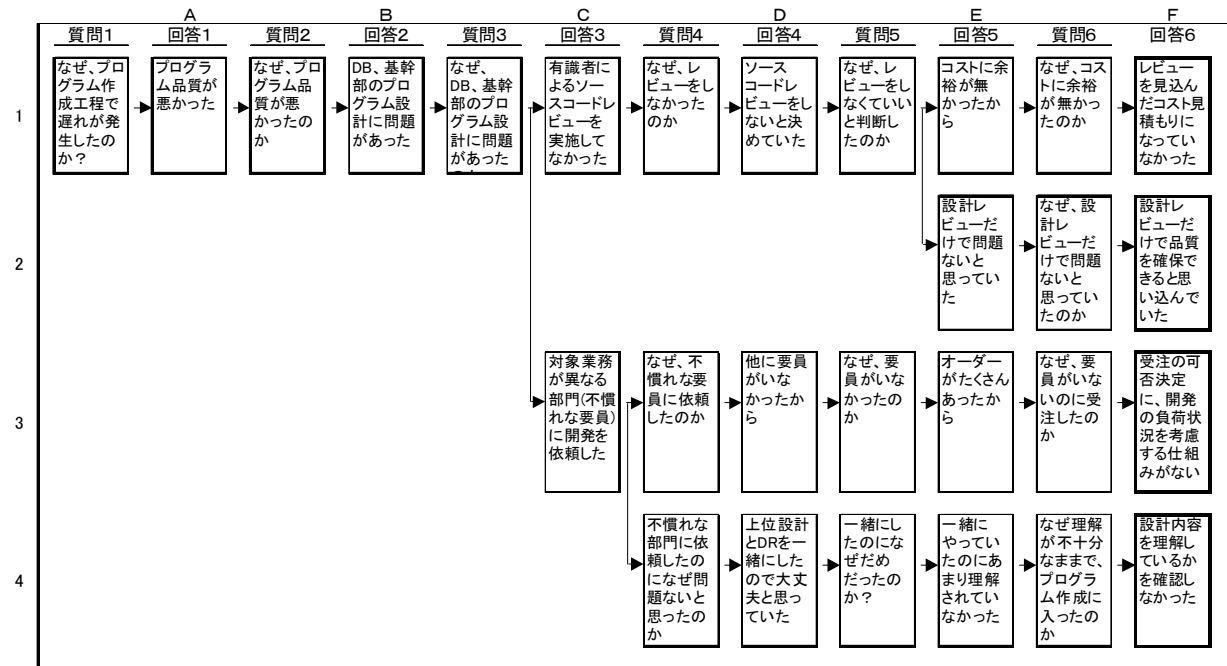 A B C D E F
質問1 回答1 質問2 回答2 質問3 回答3 質問4 回答4 質問5 回答5 質問6 回答6
1
なぜ、プロ
グラム作
成工程で
遅れが発
生したの
か？
プログラ
ム品質が
悪かった
なぜ、プロ
グラム品
質が悪
かったの
か
DB、基幹
部のプロ
グラム設
計に問題
があった
なぜ、
DB、基幹
部のプロ
グラム設
計に問題
があった
有識者に
よるソー
スコードレ
ビューを
実施して
なかった
なぜ、レ
ビューをし
なかった
のか
ソース
コードレ
ビューをし
ないと決
めていた
なぜ、レ
ビューをし
なくていい
と判断し
たのか
コストに余
裕が無
かったか
ら
なぜ、コス
トに余裕
が無かっ
たのか
レビュー
を見込ん
だコスト見
積もりに
なってい
なかった
2
設計レ
ビューだ
けで問題
ないと
思ってい
た
なぜ、設
計レ
ビューだ
けで問題
ないと
思ってい
たのか
設計レ
ビューだ
けで品質
を確保で
きると思
い込んで
いた
3
対象業務
が異なる
部門(不慣
れな要員)
に開発を
依頼した
なぜ、不
慣れな要
員に依頼
したのか
他に要員
がいな
かったか
ら
なぜ、要
員がいな
かったの
か
オーダー
がたくさん
あったか
ら
なぜ、要
員がいな
いのに受
注したの
か
受注の可
否決定
に、開発
の負荷状
況を考慮
する仕組
みがない
4
不慣れな
部門に依
頼したの
になぜ問
題ないと
思ったの
か
上位設計
とDRを一
緒にした
ので大丈
夫と思っ
ていた
一緒にし
たのにな
ぜだめ
だったの
か？
一緒に
やってい
たのにあ
まり理解
されてい
なかった
なぜ理解
が不十分
なままで、
プログラ
ム作成に
入ったの
か
設計内容
を理解し
ているか
を確認し
なかった